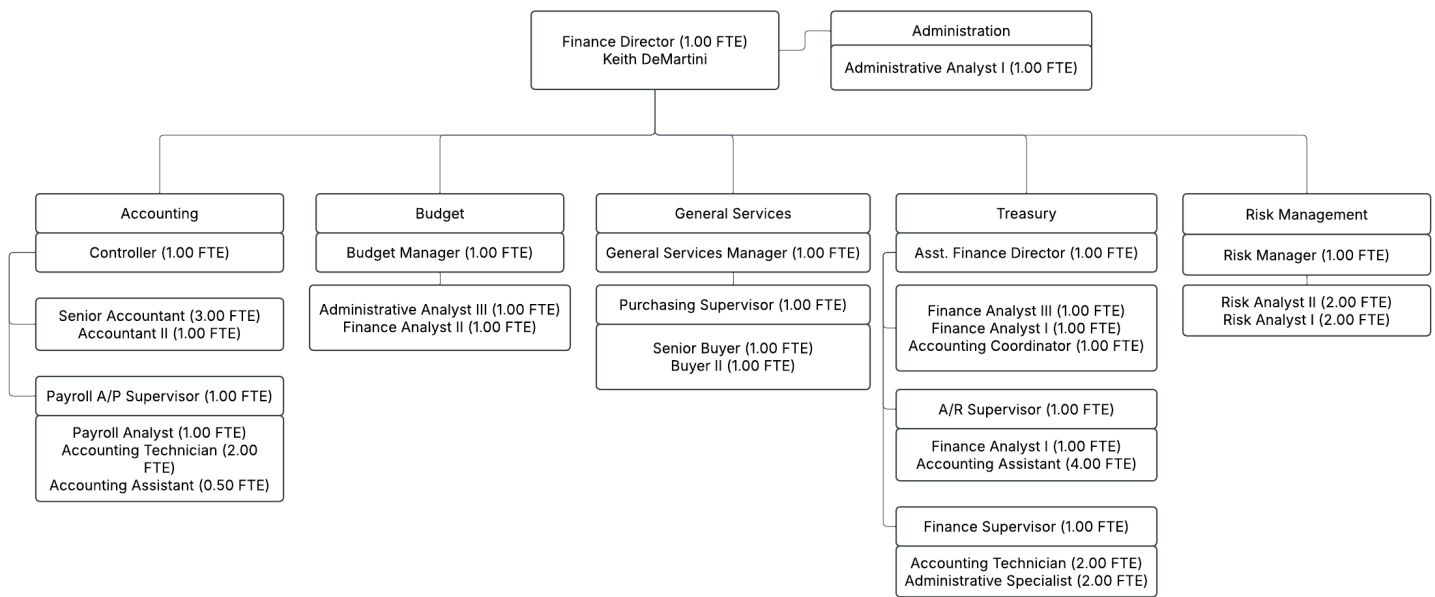 Finance Director (1.00 FTE)
Keith DeMartini
Administration
Administrative Analyst I (1.00 FTE)
Accounting
Controller (1.00 FTE)
Senior Accountant (3.00 FTE)
Accountant II (1.00 FTE)
Payroll A/P Supervisor (1.00 FTE)
Payroll Analyst (1.00 FTE)
Accounting Technician (2.00
FTE)
Accounting Assistant (0.50 FTE)
Budget
Budget Manager (1.00 FTE)
Administrative Analyst III (1.00 FTE)
Finance Analyst II (1.00 FTE)
General Services
General Services Manager (1.00 FTE)
Purchasing Supervisor (1.00 FTE)
Senior Buyer (1.00 FTE)
Buyer II (1.00 FTE)
Treasury
Asst. Finance Director (1.00 FTE)
Finance Analyst III (1.00 FTE)
Finance Analyst I (1.00 FTE)
Accounting Coordinator (1.00 FTE)
A/R Supervisor (1.00 FTE)
Finance Analyst I (1.00 FTE)
Accounting Assistant (4.00 FTE)
Finance Supervisor (1.00 FTE)
Accounting Technician (2.00 FTE)
Administrative Specialist (2.00 FTE)
Risk Management
Risk Manager (1.00 FTE)
Risk Analyst II (2.00 FTE)
Risk Analyst I (2.00 FTE)